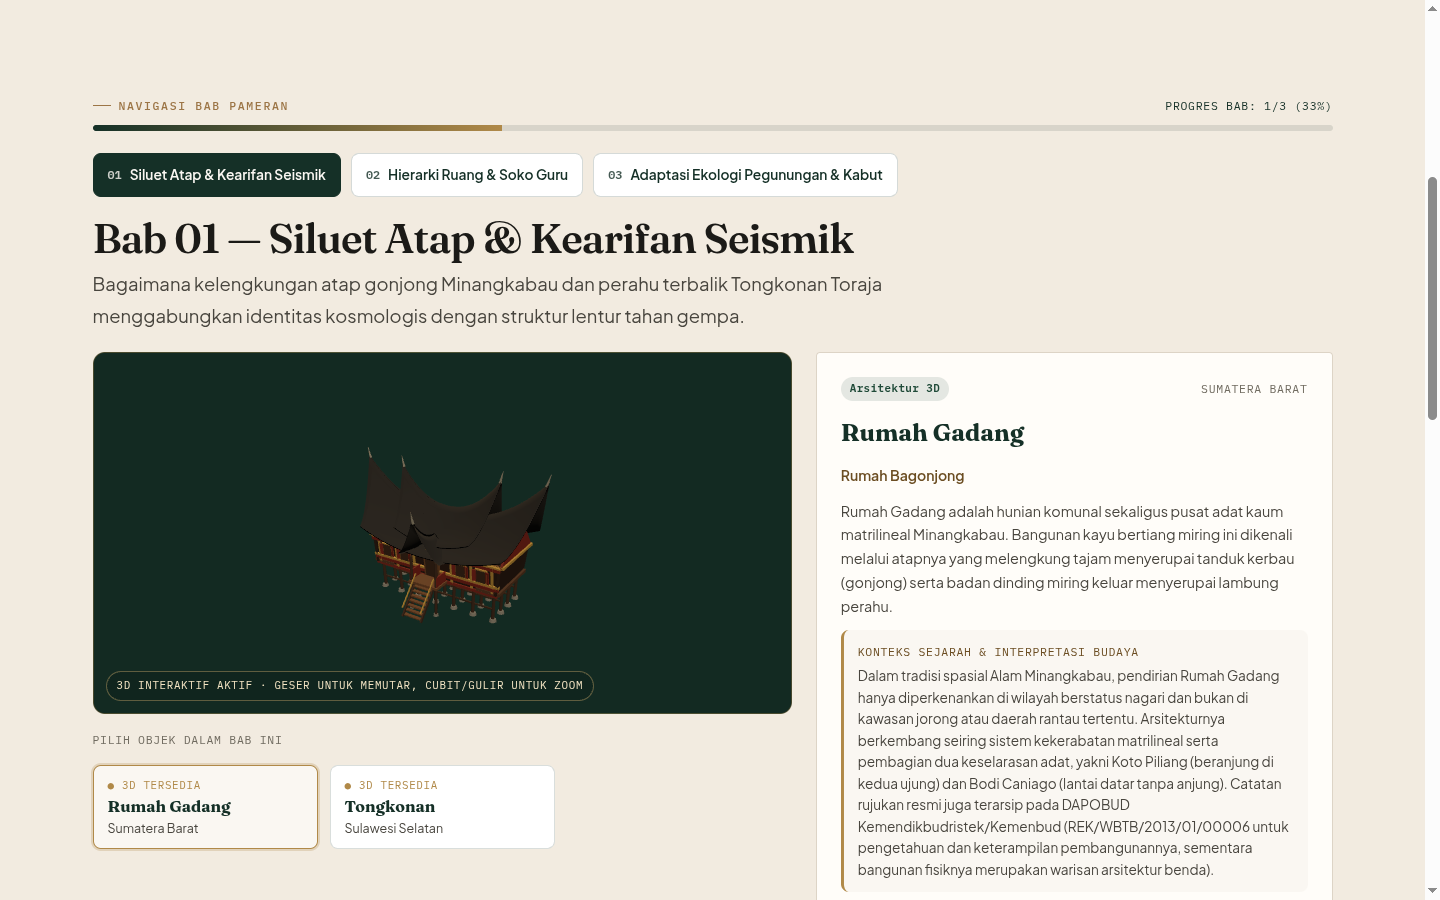 NAVIGASI BAB PAMERAN
PROGRES BAB: 1/3 (33%)
01 Siluet Atap & Kearifan Seismik
02 Hierarki Ruang & Soko Guru
03 Adaptasi Ekologi Pegunungan & Kabut
Bab 01 — Siluet Atap & Kearifan Seismik
Bagaimana kelengkungan atap gonjong Minangkabau dan perahu terbalik Tongkonan Toraja
menggabungkan identitas kosmologis dengan struktur lentur tahan gempa.
3D INTERAKTIF AKTIF · GESER UNTUK MEMUTAR, CUBIT/GULIR UNTUK ZOOM
PILIH OBJEK DALAM BAB INI
3D TERSEDIA
Rumah Gadang
Sumatera Barat
3D TERSEDIA
Tongkonan
Sulawesi Selatan
Arsitektur 3D
SUMATERA BARAT
Rumah Gadang
Rumah Bagonjong
Rumah Gadang adalah hunian komunal sekaligus pusat adat kaum
matrilineal Minangkabau. Bangunan kayu bertiang miring ini dikenali
melalui atapnya yang melengkung tajam menyerupai tanduk kerbau
(gonjong) serta badan dinding miring keluar menyerupai lambung
perahu.
KONTEKS SEJARAH & INTERPRETASI BUDAYA
Dalam tradisi spasial Alam Minangkabau, pendirian Rumah Gadang
hanya diperkenankan di wilayah berstatus nagari dan bukan di
kawasan jorong atau daerah rantau tertentu. Arsitekturnya
berkembang seiring sistem kekerabatan matrilineal serta
pembagian dua keselarasan adat, yakni Koto Piliang (beranjung di
kedua ujung) dan Bodi Caniago (lantai datar tanpa anjung). Catatan
rujukan resmi juga terarsip pada DAPOBUD
Kemendikbudristek/Kemenbud (REK/WBTB/2013/01/00006 untuk
pengetahuan dan keterampilan pembangunannya, sementara
bangunan fisiknya merupakan warisan arsitektur benda).